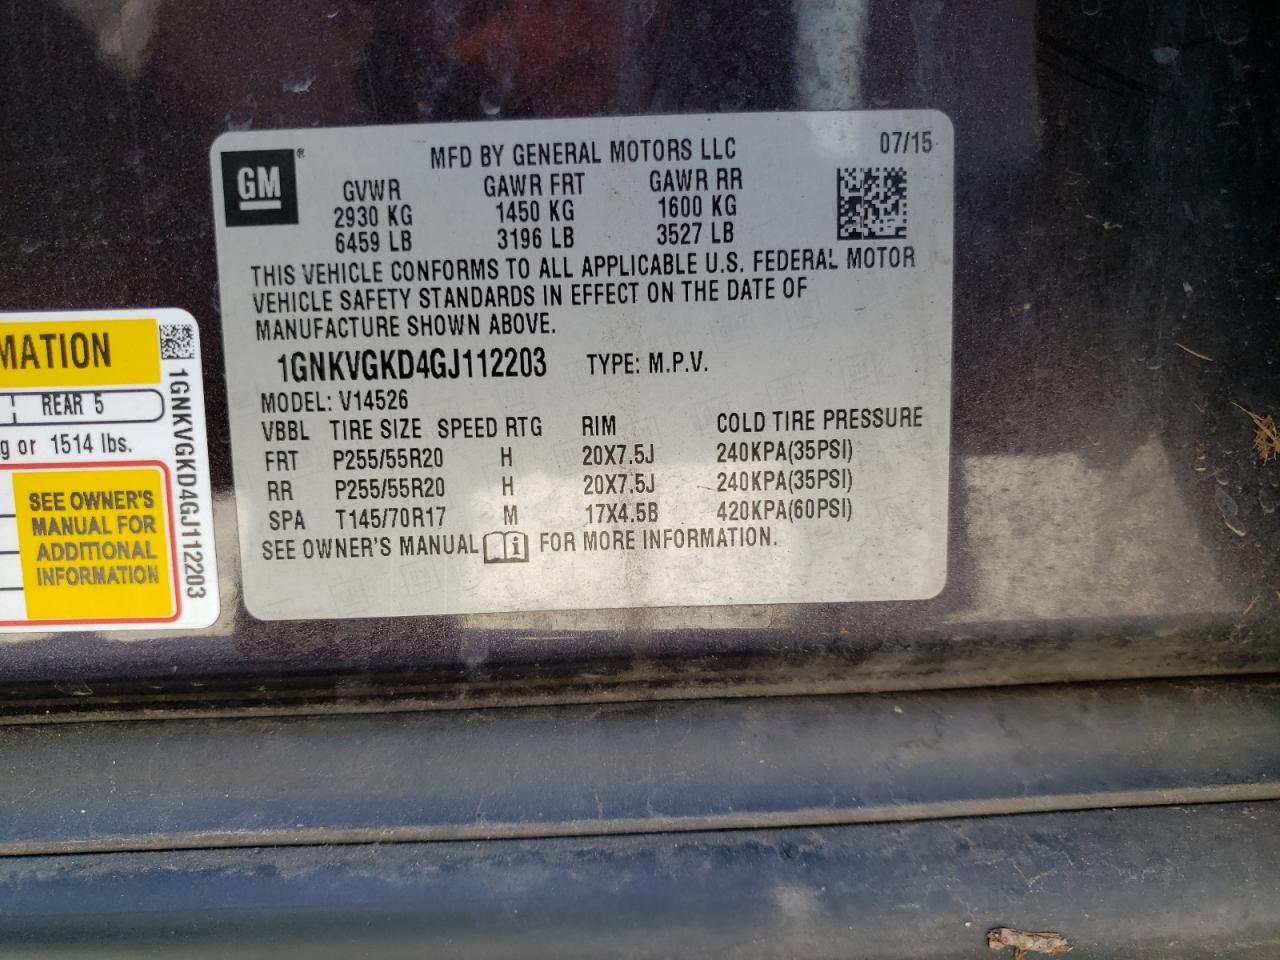 GM ®
MFD BY GENERAL MOTORS LLC 07/15
GVWR GAWR FRT GAWR RR
2930 KG 1450 KG 1600 KG
6459 LB 3196 LB 3527 LB
THIS VEHICLE CONFORMS TO ALL APPLICABLE U.S. FEDERAL MOTOR
VEHICLE SAFETY STANDARDS IN EFFECT ON THE DATE OF
MANUFACTURE SHOWN ABOVE.
1GNKVGKD4GJ112203 TYPE: M.P.V.
MODEL: V14526
VBBL TIRE SIZE SPEED RTG RIM COLD TIRE PRESSURE
FRT P255/55R20 H 20X7.5J 240KPA(35PSI)
RR P255/55R20 H 20X7.5J 240KPA(35PSI)
SPA T145/70R17 M 17X4.5B 420KPA(60PSI)
SEE OWNER'S MANUAL i FOR MORE INFORMATION.
MATION
REAR 5
g or 1514 lbs.
SEE OWNER'S
MANUAL FOR
ADDITIONAL
INFORMATION
1GNKVGKD4GJ112203